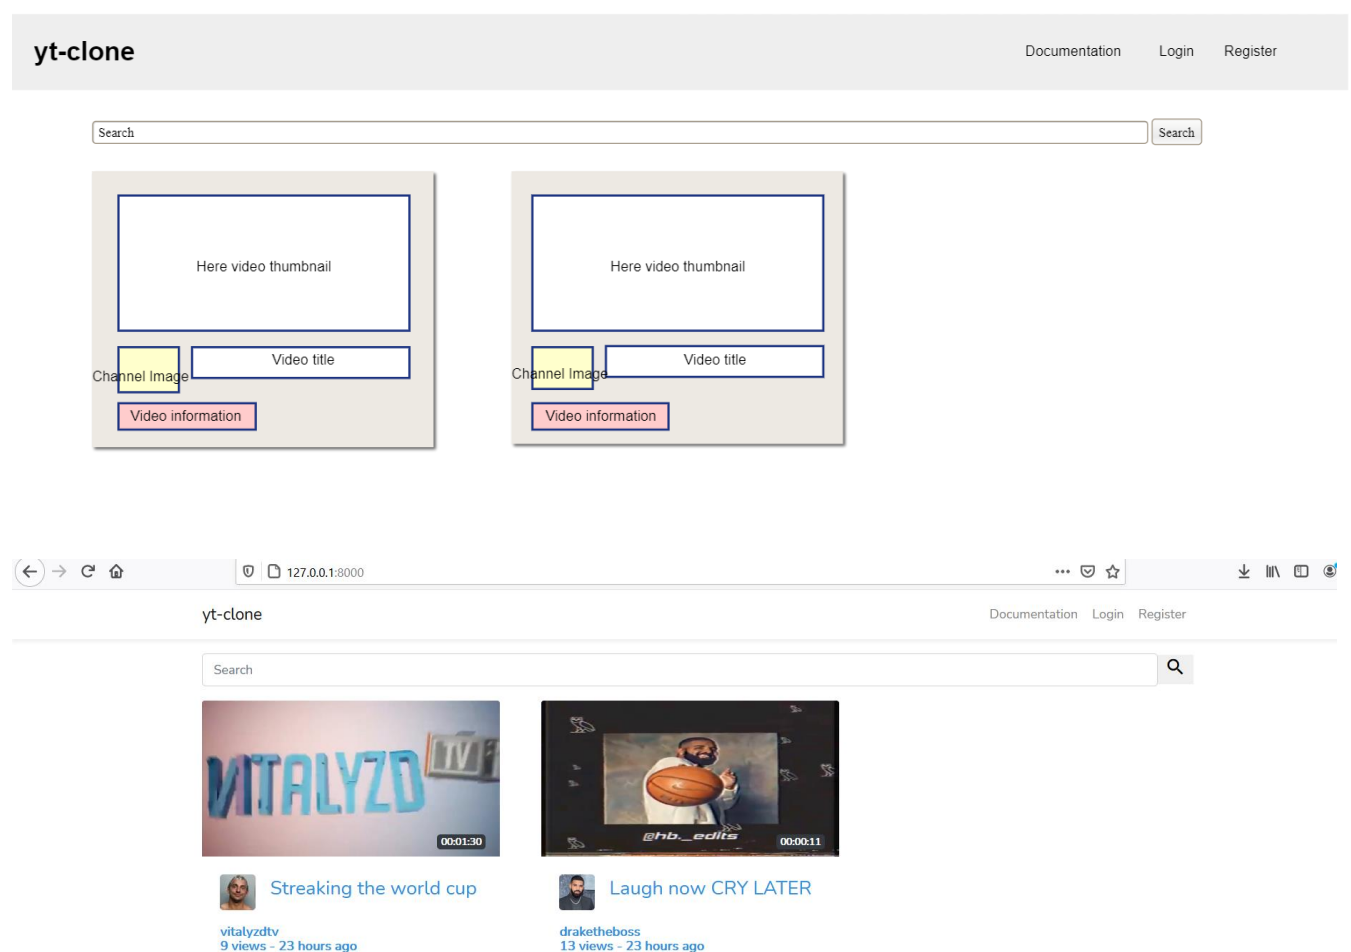 yt-clone
Documentation Login Register
Search Search
Here video thumbnail
Here video thumbnail
Video title
Channel Image
Video information
Video title
Channel Image
Video information
127.0.0.1:8000
yt-clone
Documentation Login Register
Search
VITALYZD
TV
00:01:30
@hb._edits
00:00:11
Streaking the world cup
vitalyzdtv
9 views - 23 hours ago
Laugh now CRY LATER
draketheboss
13 views - 23 hours ago